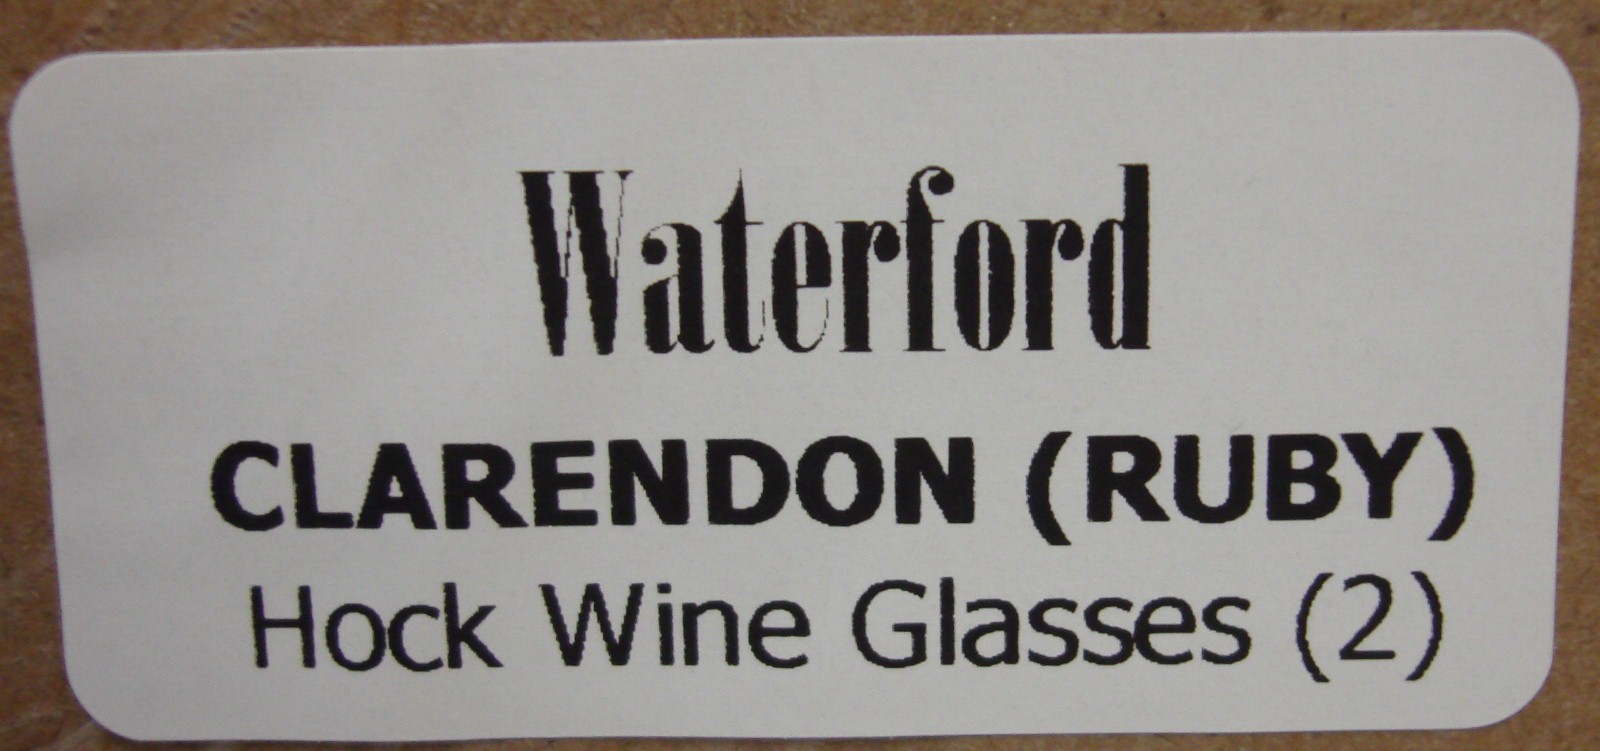 Waterford
CLARENDON (RUBY)
Hock Wine Glasses (2)